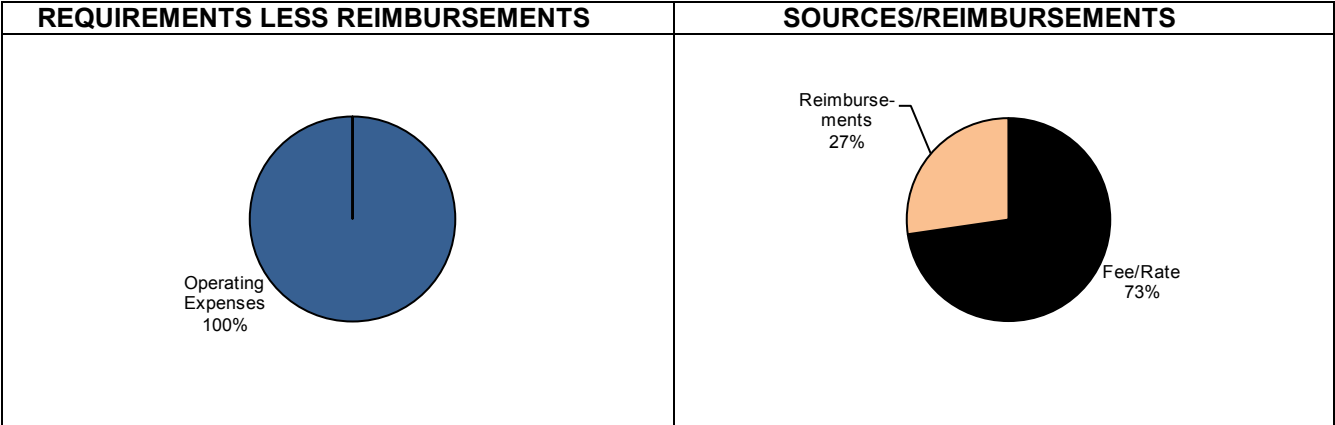 REQUIREMENTS LESS REIMBURSEMENTS
SOURCES/REIMBURSEMENTS
Operating
Expenses
100%
Reimburse-
ments
27%
Fee/Rate
73%